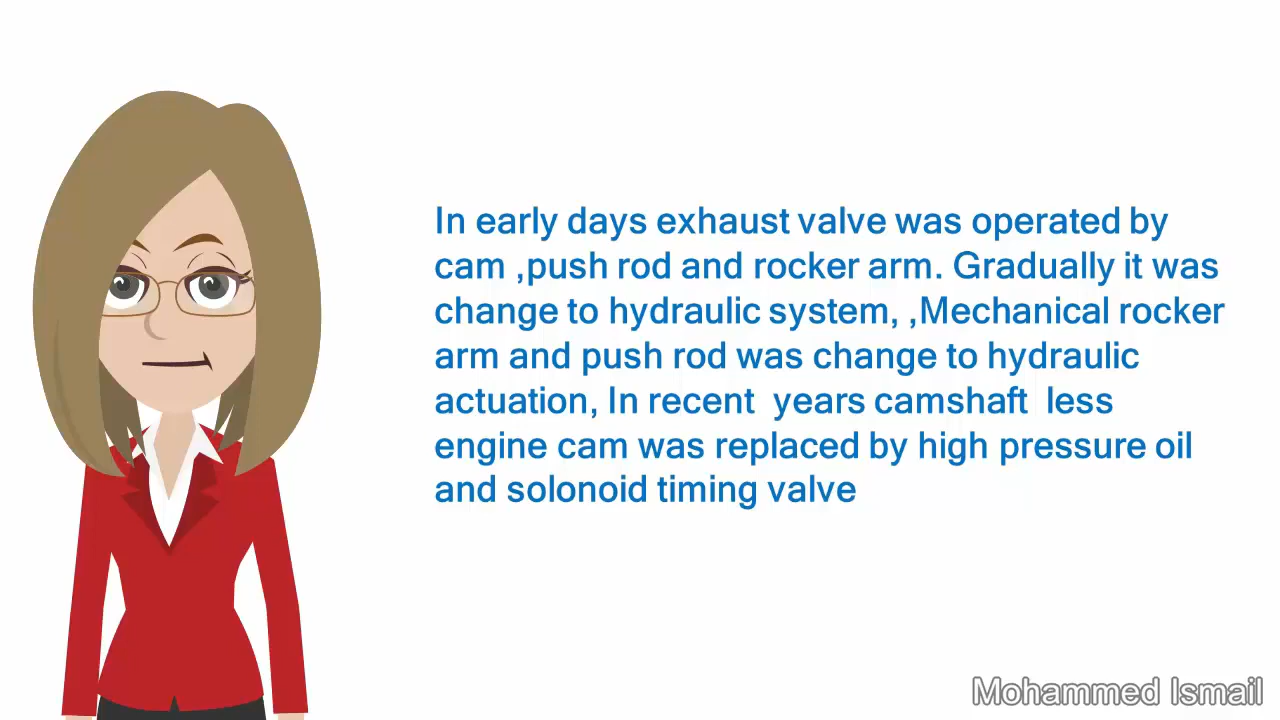 In early days exhaust valve was operated by
cam ,push rod and rocker arm. Gradually it was
change to hydraulic system, ,Mechanical rocker
arm and push rod was change to hydraulic
actuation, In recent  years camshaft  less
engine cam was replaced by high pressure oil
and solonoid timing valve
Mohammed Ismail